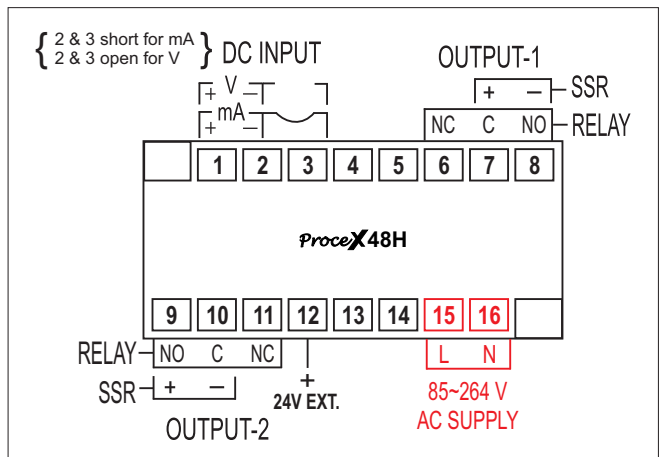 { 2 & 3 short for mA
2 & 3 open for V } DC INPUT
OUTPUT-1
+ V −
+ − SSR
+ mA −
NC C NO RELAY
1 2 3 4 5 6 7 8
ProceX48H
9 10 11 12 13 14 15 16
RELAY NO C NC
L N
SSR + −
+
24V EXT.
85~264 V
AC SUPPLY
OUTPUT-2